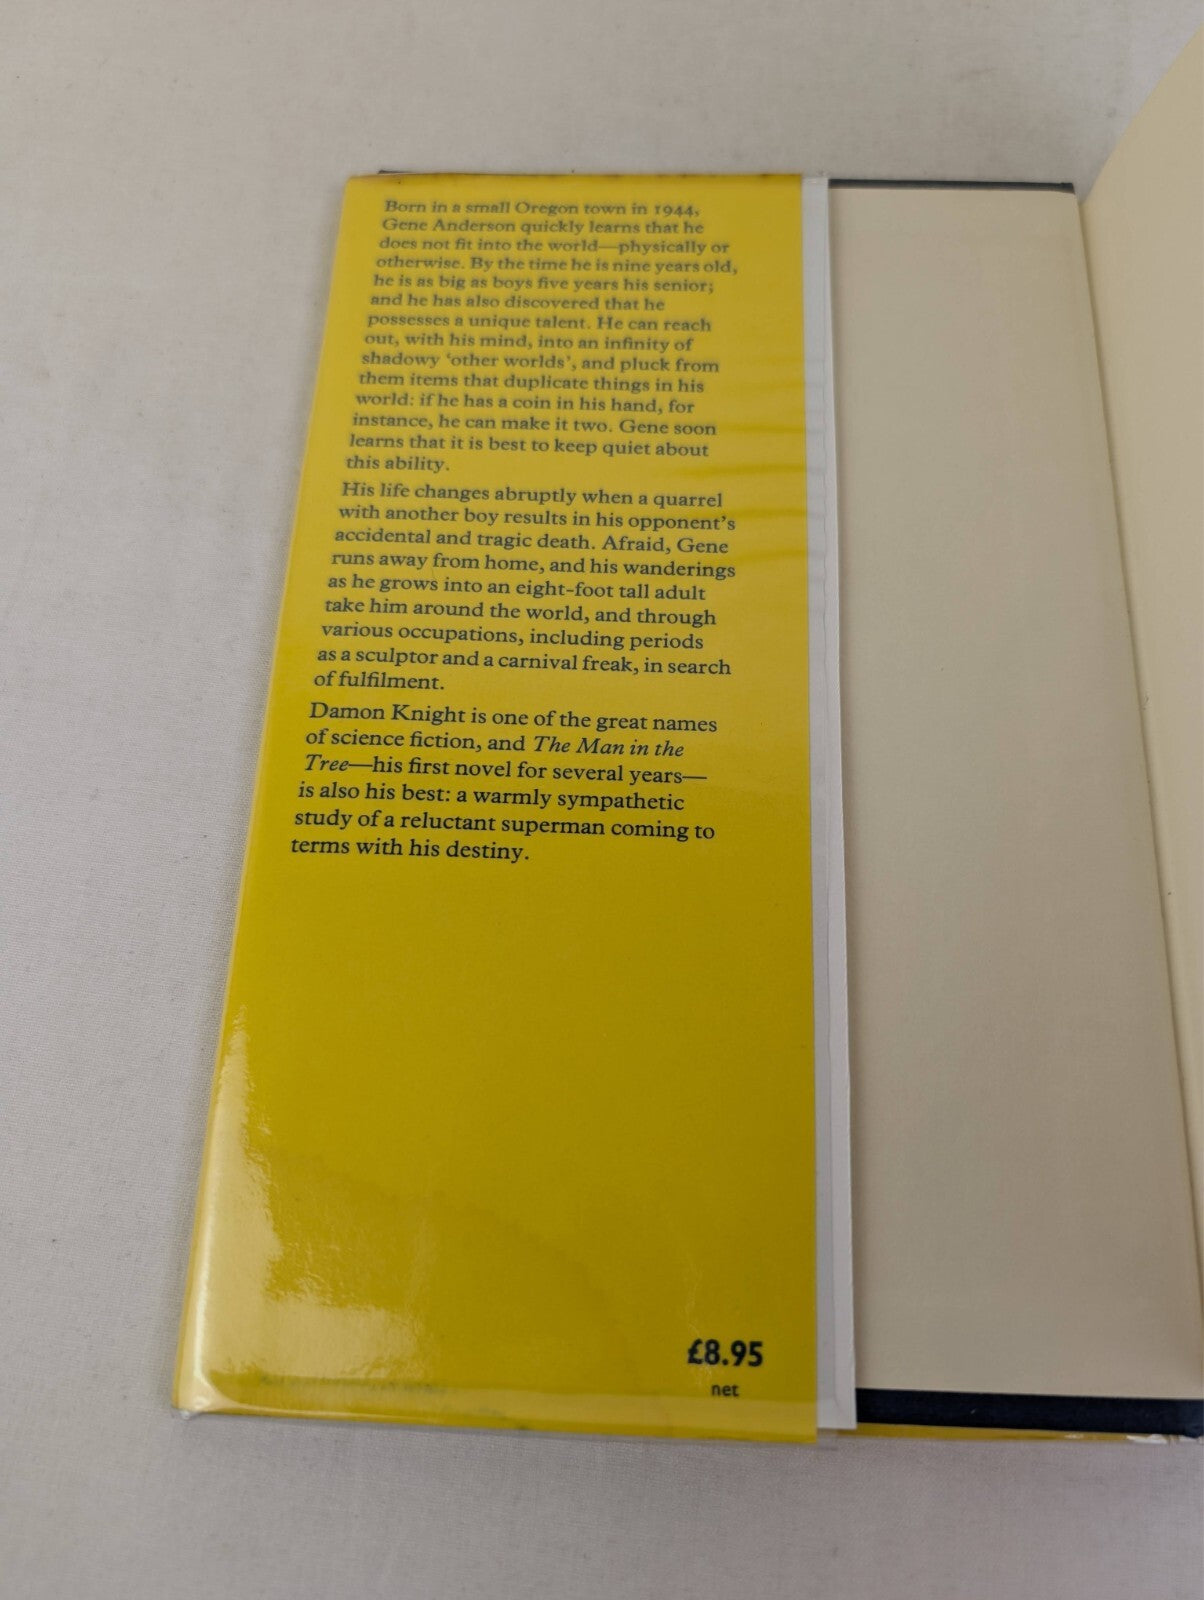 Born in a small Oregon town in 1944,
Gene Anderson quickly learns that he
does not fit into the world—physically or
otherwise. By the time he is nine years old,
he is as big as boys five years his senior;
and he has also discovered that he
possesses a unique talent. He can reach
out, with his mind, into an infinity of
shadowy ‘other worlds’, and pluck from
them items that duplicate things in his
world: if he has a coin in his hand, for
instance, he can make it two. Gene soon
learns that it is best to keep quiet about
this ability.
His life changes abruptly when a quarrel
with another boy results in his opponent’s
accidental and tragic death. Afraid, Gene
runs away from home, and his wanderings
as he grows into an eight-foot tall adult
take him around the world, and through
various occupations, including periods
as a sculptor and a carnival freak, in search
of fulfilment.
Damon Knight is one of the great names
of science fiction, and The Man in the
Tree—his first novel for several years—
is also his best: a warmly sympathetic
study of a reluctant superman coming to
terms with his destiny.
£8.95
net